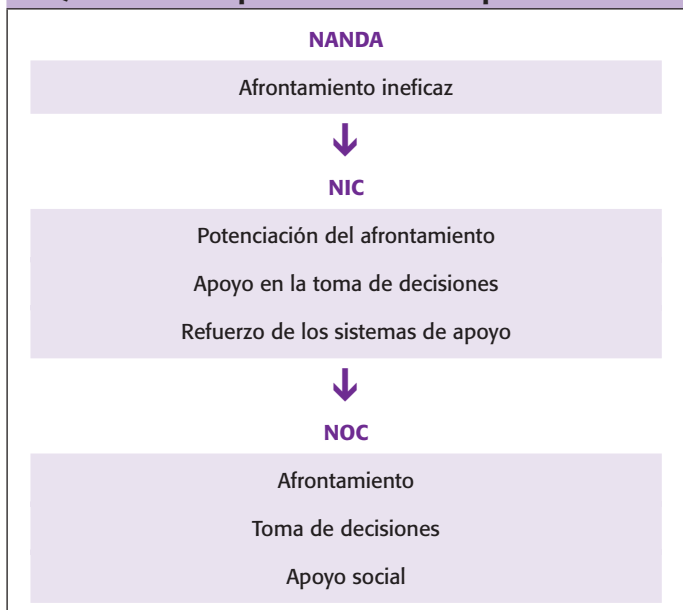 NANDA
Afrontamiento ineficaz
NIC
Potenciación del afrontamiento
Apoyo en la toma de decisiones
Refuerzo de los sistemas de apoyo
NOC
Afrontamiento
Toma de decisiones
Apoyo social